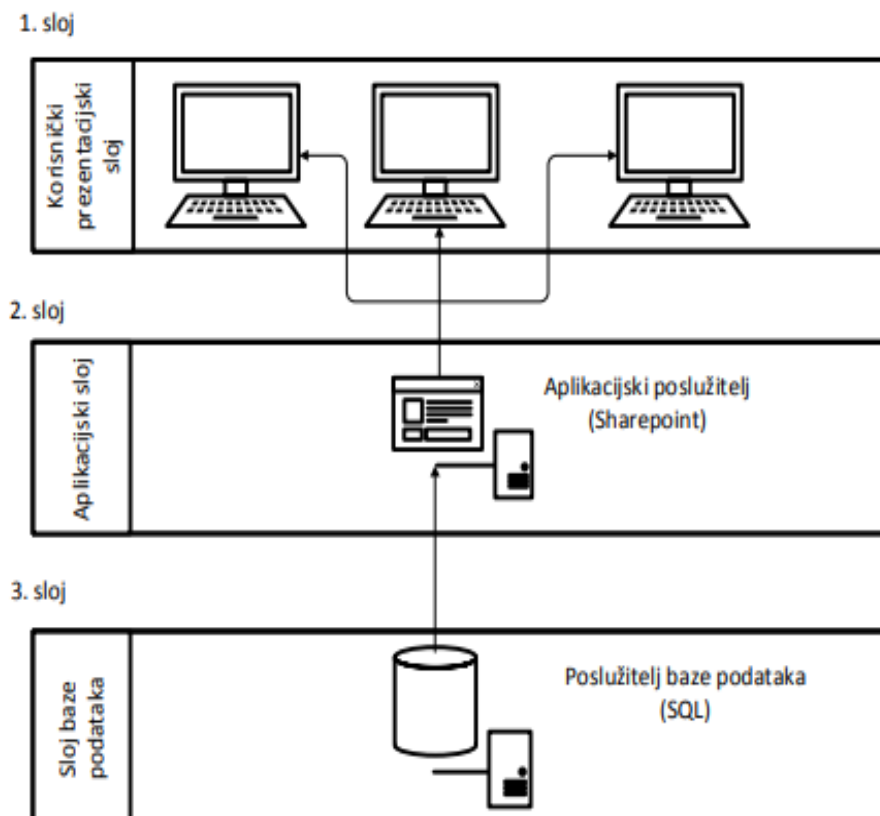 1. sloj
Korisnički
prezentacijski
sloj
2. sloj
Aplikacijski sloj
Aplikacijski poslužitelj
(Sharepoint)
3. sloj
Sloj baze
podataka
Poslužitelj baze podataka
(SQL)